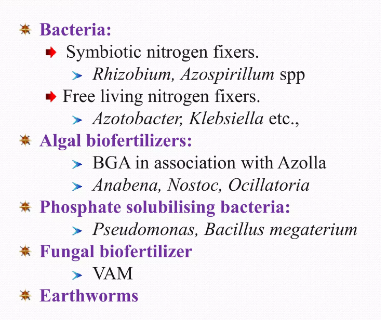 Bacteria:
Symbiotic nitrogen fixers.
Rhizobium, Azospirillum spp
Free living nitrogen fixers.
Azotobacter, Klebsiella etc.,
Algal biofertilizers:
BGA in association with Azolla
Anabena, Nostoc, Ocillatoria
Phosphate solubilising bacteria:
Pseudomonas, Bacillus megaterium
Fungal biofertilizer
VAM
Earthworms